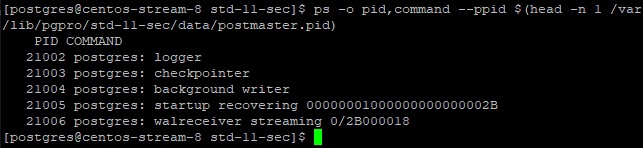 [postgres@centos-stream-8 std-11-sec]$ ps -o pid,command --ppid $(head -n 1 /var
/lib/pgpro/std-11-sec/data/postmaster.pid)
PID COMMAND
21002 postgres: logger
21003 postgres: checkpointer
21004 postgres: background writer
21005 postgres: startup recovering 00000001000000000000002B
21006 postgres: walreceiver streaming 0/2B000018
[postgres@centos-stream-8 std-11-sec]$